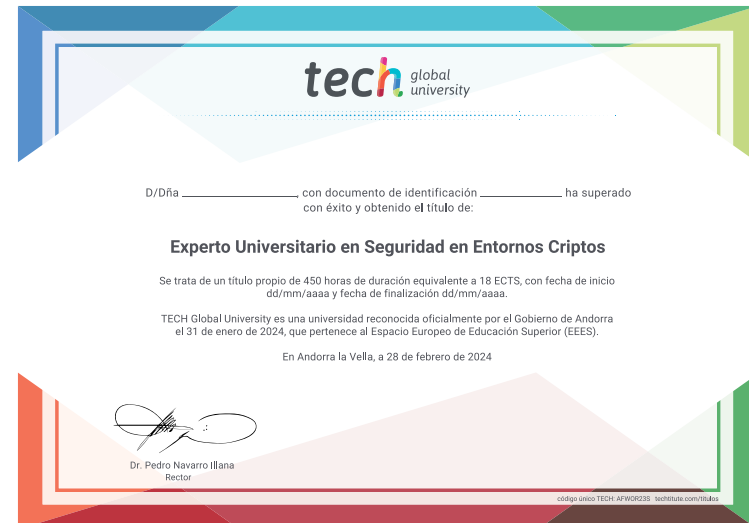 tech global university
D/Dña ____________________, con documento de identificación ______________ ha superado
con éxito y obtenido el título de:
Experto Universitario en Seguridad en Entornos Criptos
Se trata de un título propio de 450 horas de duración equivalente a 18 ECTS, con fecha de inicio
dd/mm/aaaa y fecha de finalización dd/mm/aaaa.
TECH Global University es una universidad reconocida oficialmente por el Gobierno de Andorra
el 31 de enero de 2024, que pertenece al Espacio Europeo de Educación Superior (EEES).
En Andorra la Vella, a 28 de febrero de 2024
Dr. Pedro Navarro Illana
Rector
código único TECH: AFWOR23S techtitute.com/titulos